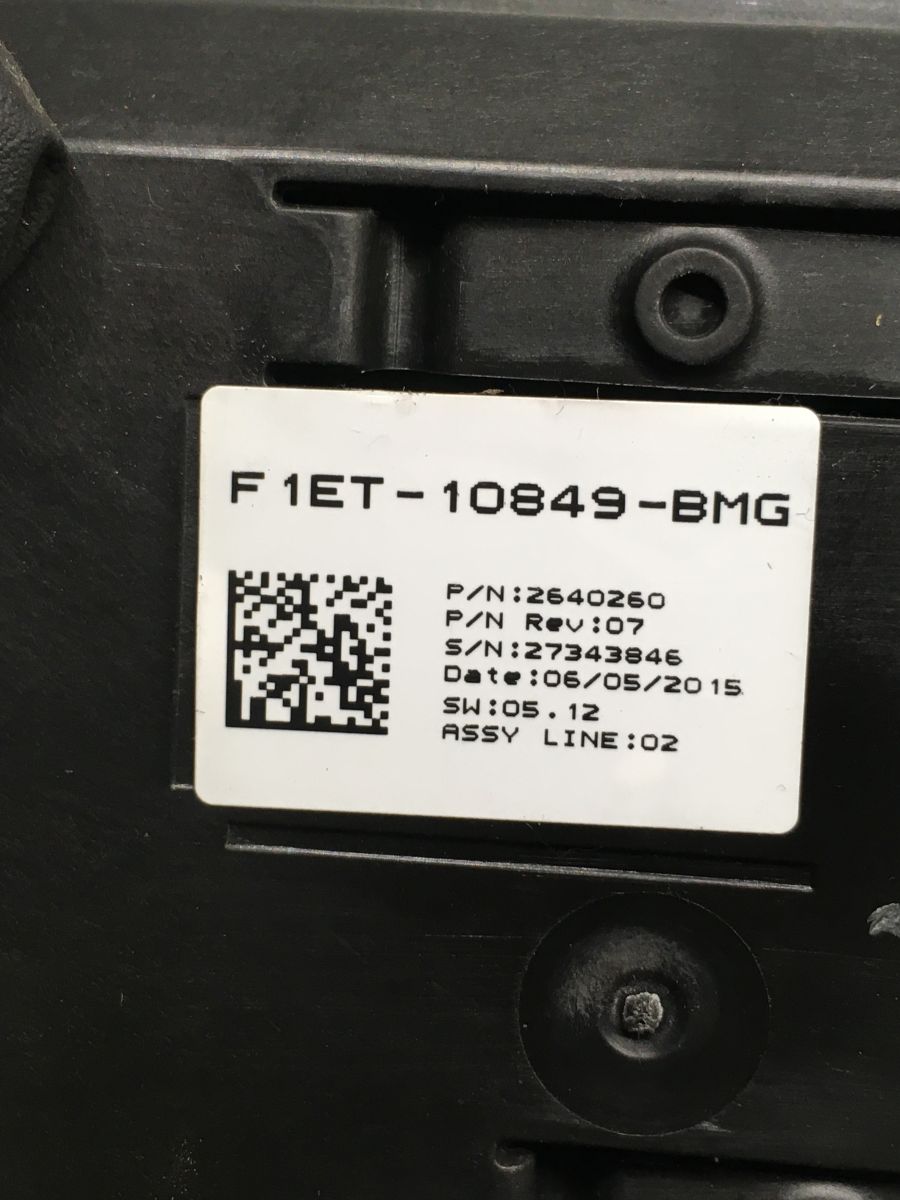 F1ET-10849-BMG
P/N:2640260
P/N Rev:07
S/N:27343846
Date:06/05/2015
SW:05.12
ASSY LINE:02